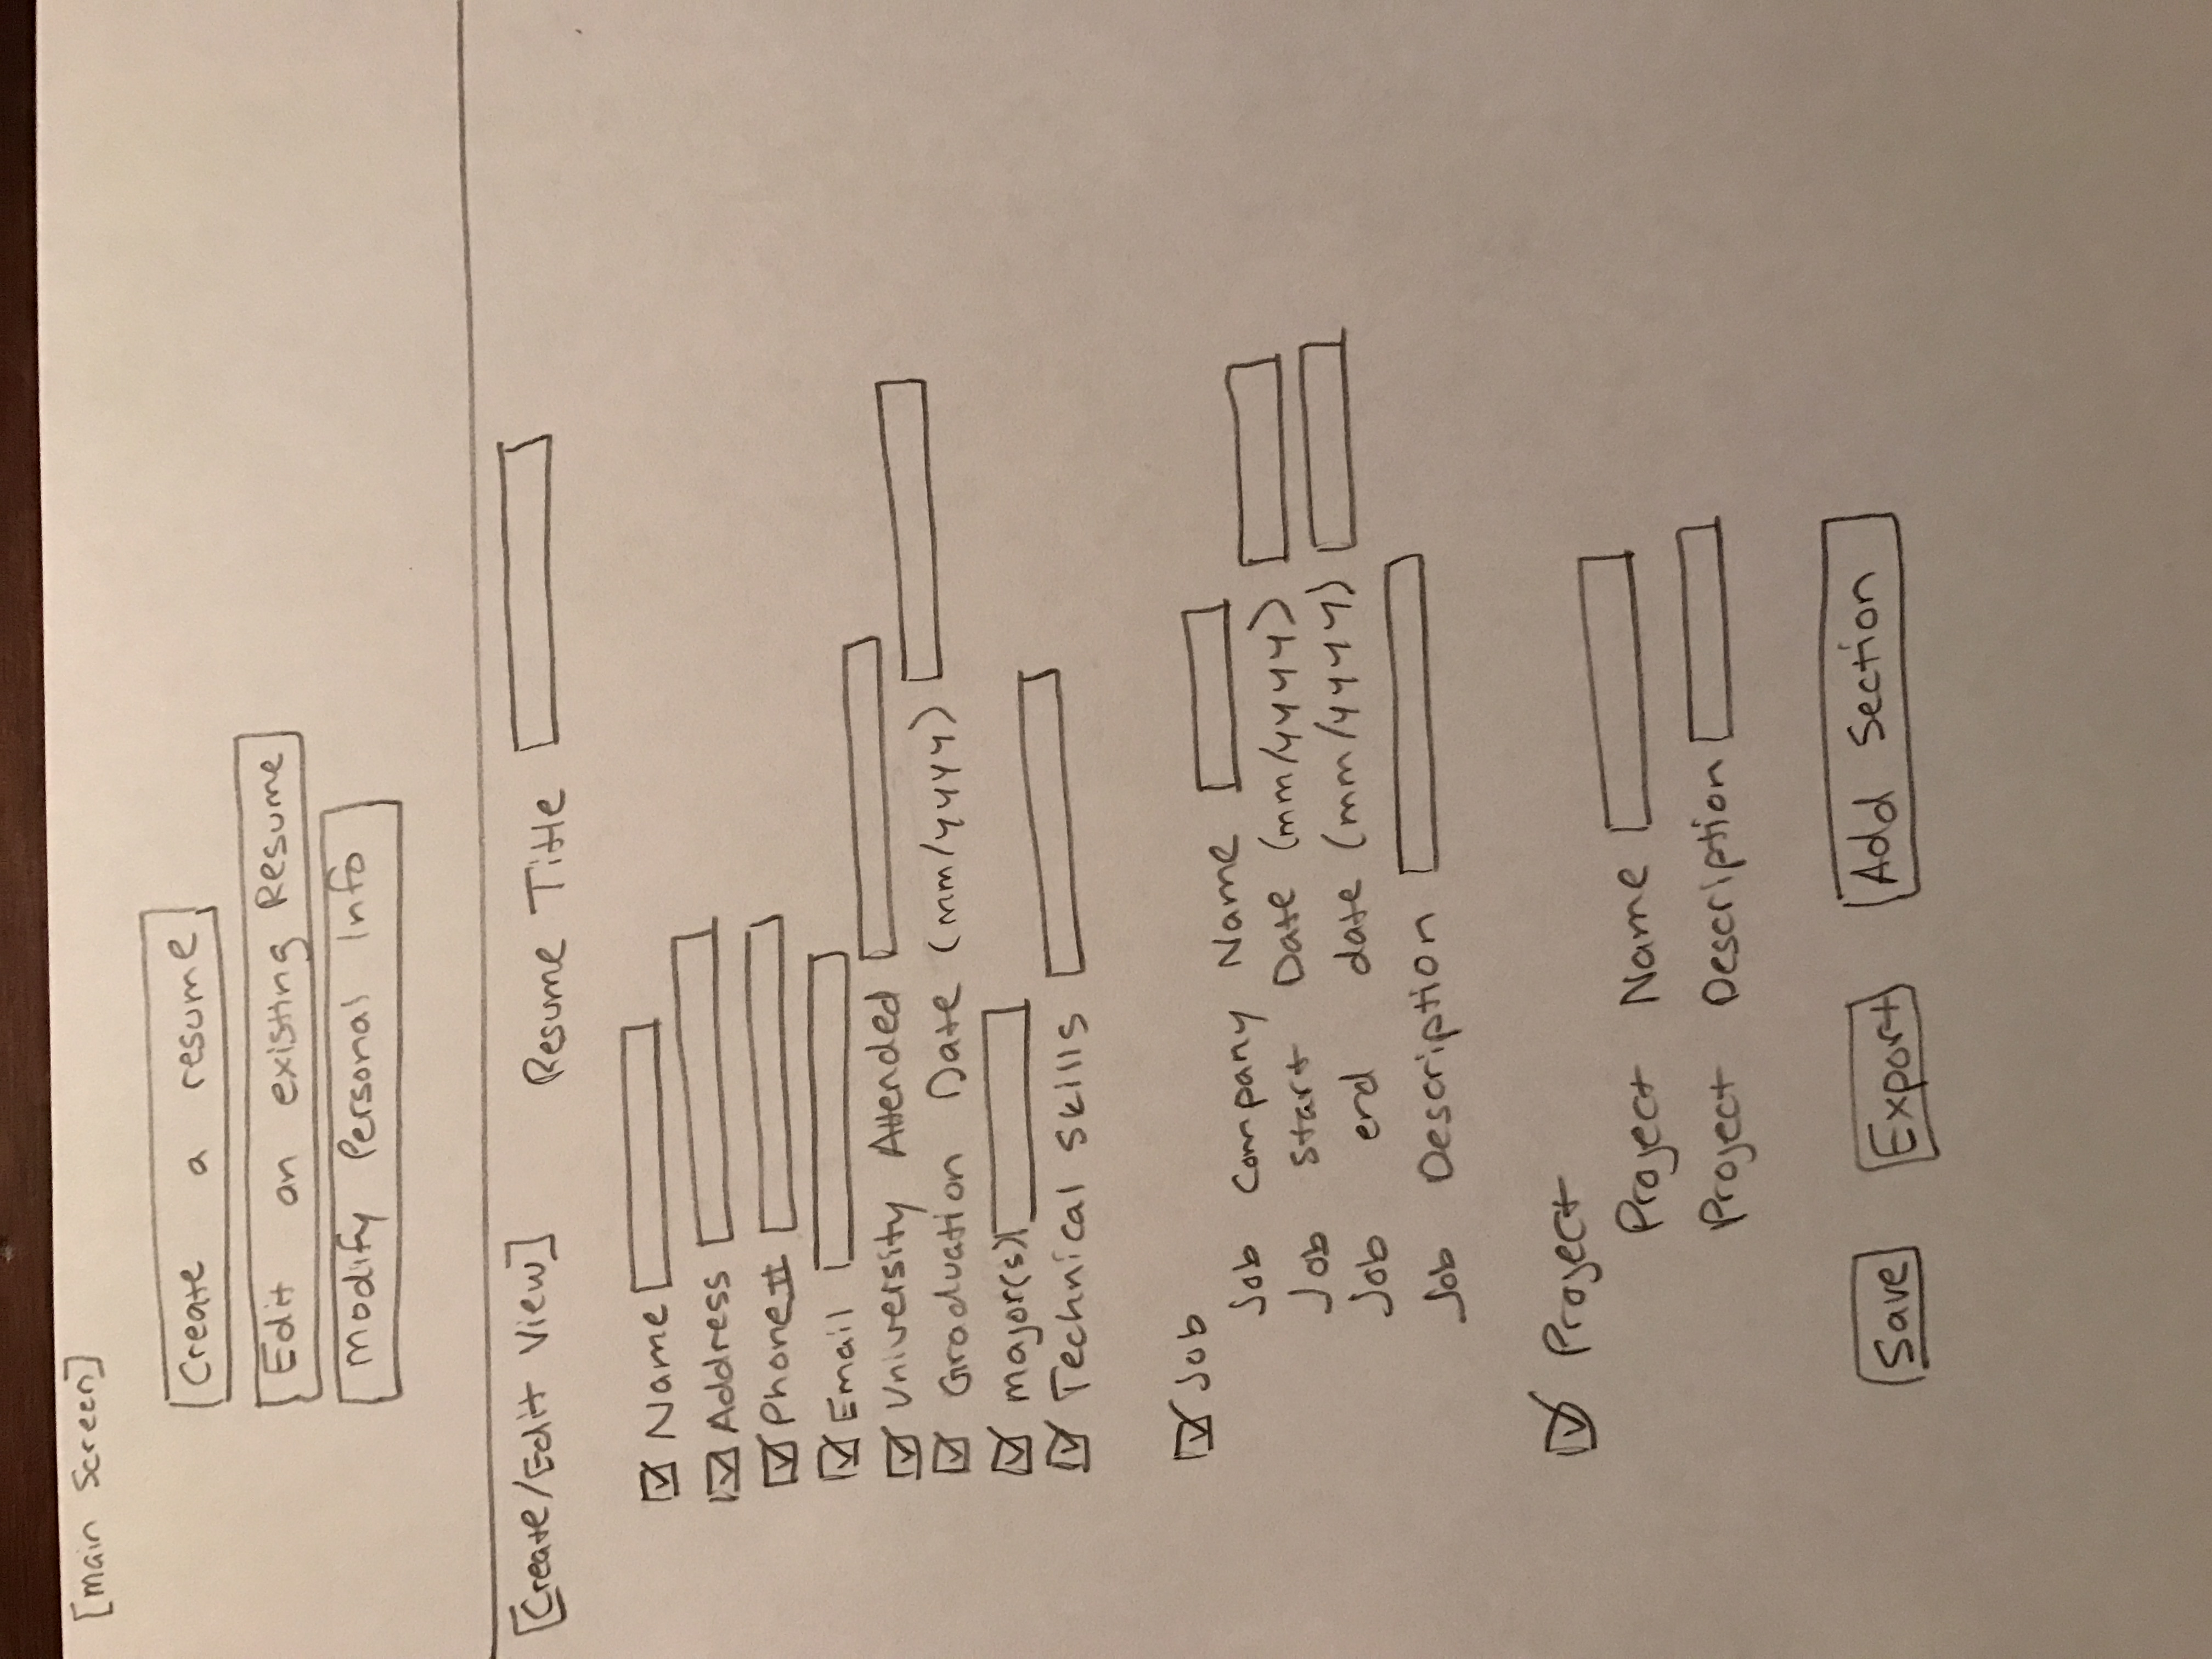 [main Screen]
Create a resume
Edit an existing Resume
modify Personal Info
[Create/Edit View] Resume Title
Name
Address
Phone#
Email
University Attended
Graduation Date (mm/yyyy)
major(s)
Technical Skills
Job
Job Company Name
Job Start Date (mm/yyyy)
Job end date (mm/yyyy)
Job Description
Project
Project Name
Project Description
Save Export Add Section